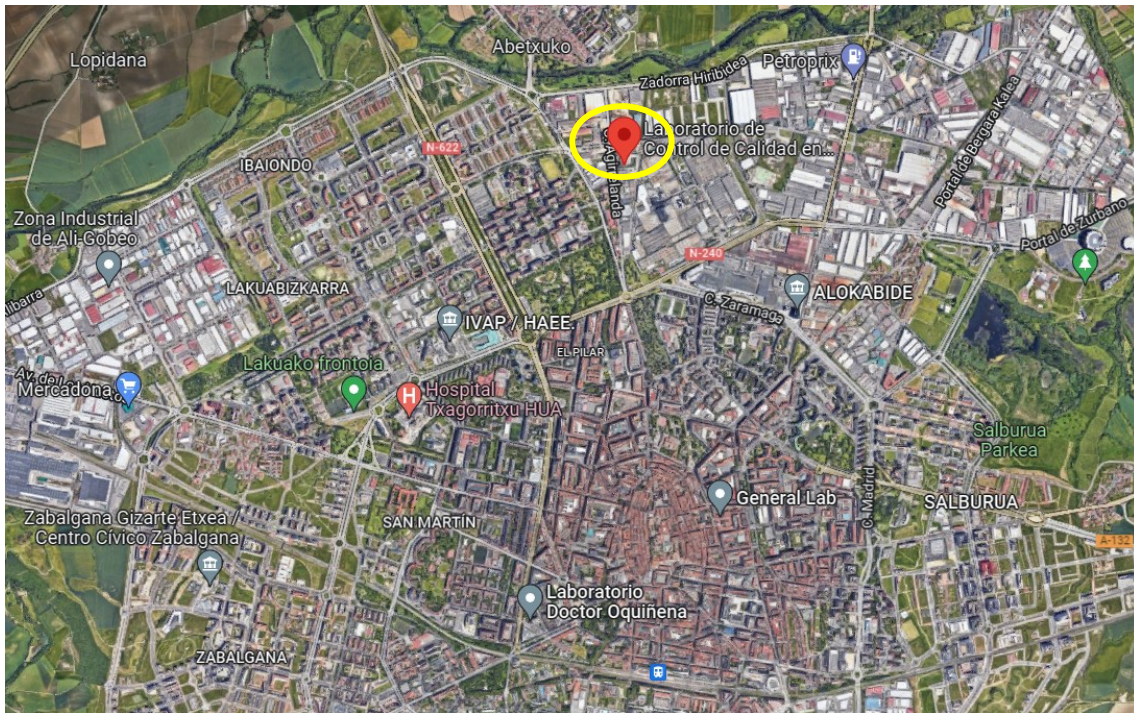 Abetxuko
Lopidana
Petroprix
Zadorra Hiribidea
Laboratorio de
Control de Calidad en...
N-622
IBAIONDO
Portal de Bergara Kalea
Zona Industrial
de Ali-Gobeo
Portal de Zurbano
N-240
LAKUABIZKARRA
ALOKABIDE
C. Zaramaga
IVAP / HAEE.
EL PILAR
Lakuako frontoia
Mercadona
Hospital
Txagorritxu HUA
Salburua
Parkea
General Lab
SALBURUA
C. Madrid
SAN MARTÍN
Zabalgana Gizarte Etxea /
Centro Cívico Zabalgana
A-132
Laboratorio
Doctor Oquiñena
ZABALGANA